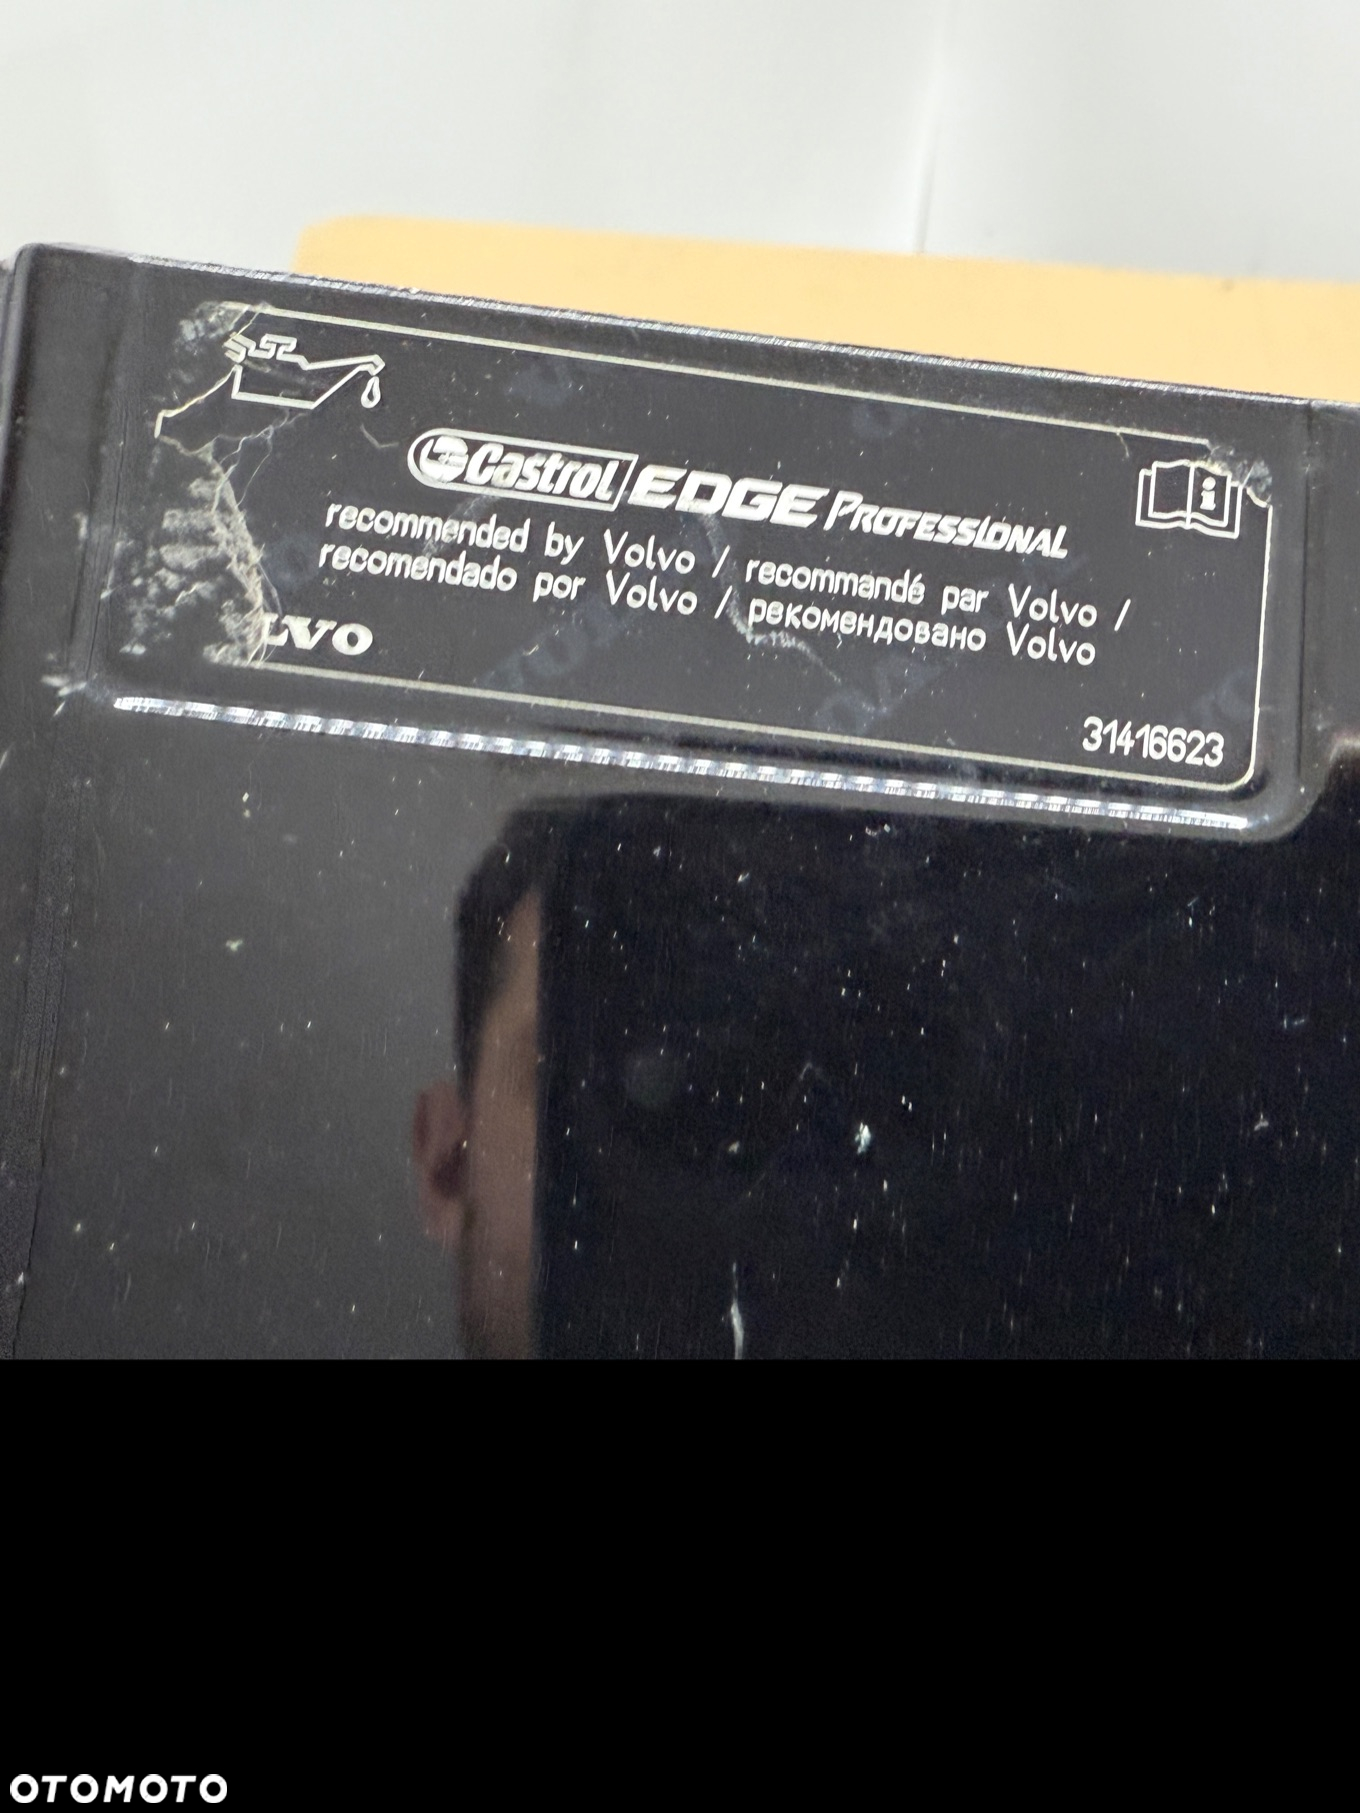 Castrol EDGE PROFESSIONAL
recommended by Volvo / recommandé par Volvo /
recomendado por Volvo / рекомендовано Volvo
LVO
31416623
OTOMOTO